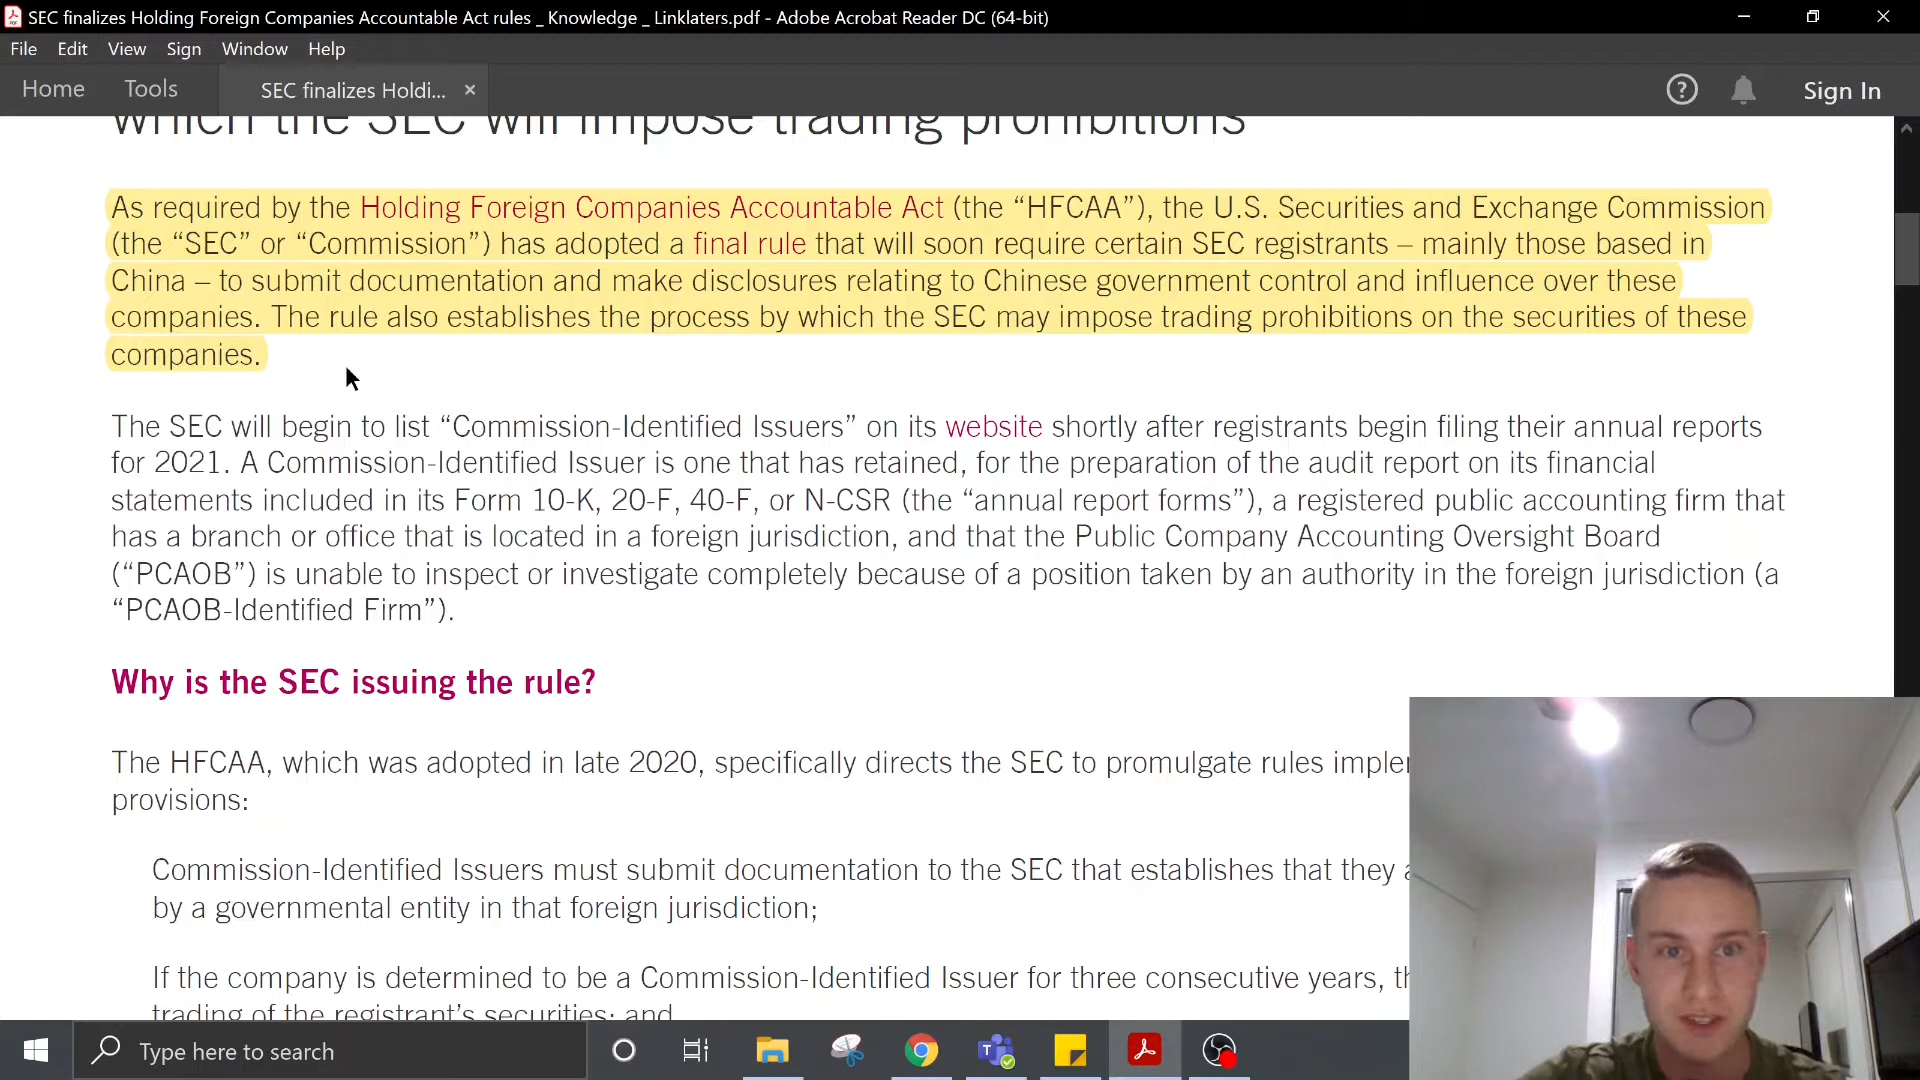 SEC finalizes Holding Foreign Companies Accountable Act rules _ Knowledge _ Linklaters.pdf - Adobe Acrobat Reader DC (64-bit)
File Edit View Sign Window Help
Home Tools SEC finalizes Holdi... × ? Sign In
which the SEC will impose trading prohibitions
As required by the Holding Foreign Companies Accountable Act (the “HFCAA”), the U.S. Securities and Exchange Commission
(the “SEC” or “Commission”) has adopted a final rule that will soon require certain SEC registrants – mainly those based in
China – to submit documentation and make disclosures relating to Chinese government control and influence over these
companies. The rule also establishes the process by which the SEC may impose trading prohibitions on the securities of these
companies.
The SEC will begin to list “Commission-Identified Issuers” on its website shortly after registrants begin filing their annual reports
for 2021. A Commission-Identified Issuer is one that has retained, for the preparation of the audit report on its financial
statements included in its Form 10-K, 20-F, 40-F, or N-CSR (the “annual report forms”), a registered public accounting firm that
has a branch or office that is located in a foreign jurisdiction, and that the Public Company Accounting Oversight Board
(“PCAOB”) is unable to inspect or investigate completely because of a position taken by an authority in the foreign jurisdiction (a
“PCAOB-Identified Firm”).
Why is the SEC issuing the rule?
The HFCAA, which was adopted in late 2020, specifically directs the SEC to promulgate rules
provisions:
Commission-Identified Issuers must submit documentation to the SEC that establishes that they
by a governmental entity in that foreign jurisdiction;
If the company is determined to be a Commission-Identified Issuer for three consecutive years,
trading of the registrant’s securities; and
Type here to search